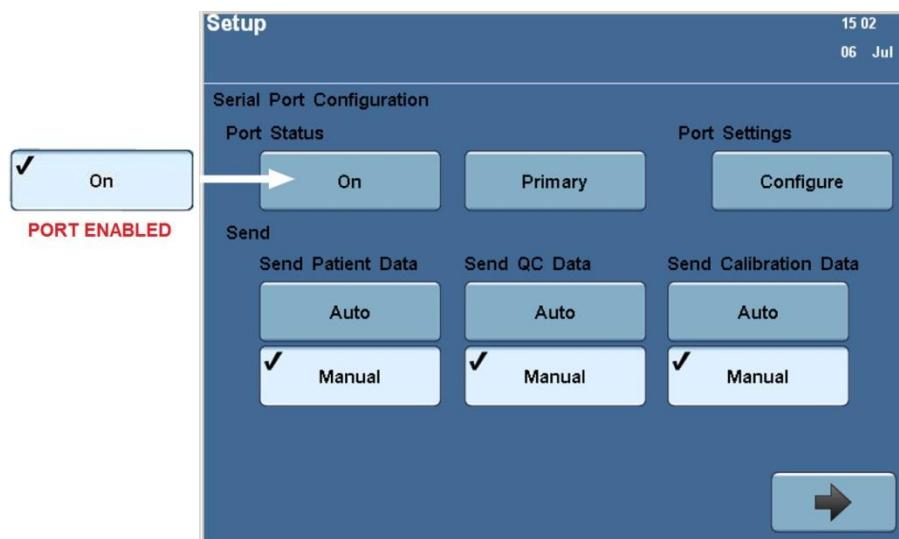 Setup
15 02
06 Jul
Serial Port Configuration
Port Status
Port Settings
On
On
Primary
Configure
PORT ENABLED
Send
Send Patient Data
Send QC Data
Send Calibration Data
Auto
Auto
Auto
Manual
Manual
Manual